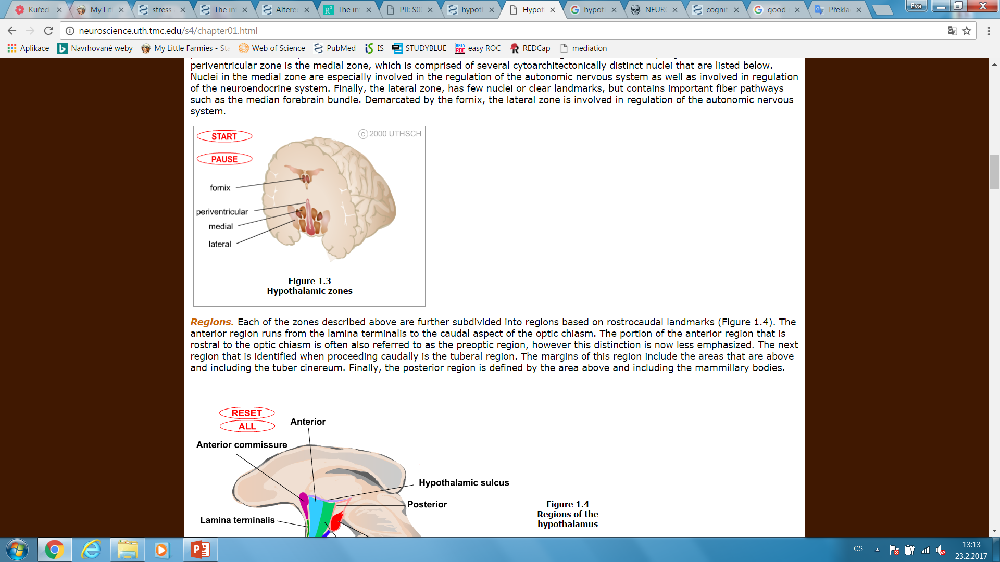 Kuřecí
My Lit
stress
The in
Altere
The in
PII: S0
hypoth
Hypot
hypoth
NEUR
cognit
good
Překla
Eva
neuroscience.uth.tmc.edu/s4/chapter01.html
Aplikace
Navrhované weby
My Little Farmies - Sta
Web of Science
PubMed
IS
STUDYBLUE
easy ROC
REDCap
mediation
periventricular zone is the medial zone, which is comprised of several cytoarchitectonically distinct nuclei that are listed below.
Nuclei in the medial zone are especially involved in the regulation of the autonomic nervous system as well as involved in regulation
of the neuroendocrine system. Finally, the lateral zone, has few nuclei or clear landmarks, but contains important fiber pathways
such as the median forebrain bundle. Demarcated by the fornix, the lateral zone is involved in regulation of the autonomic nervous
system.
START
© 2000 UTHSCH
PAUSE
fornix
periventricular
medial
lateral
Figure 1.3
Hypothalamic zones
Regions. Each of the zones described above are further subdivided into regions based on rostrocaudal landmarks (Figure 1.4). The
anterior region runs from the lamina terminalis to the caudal aspect of the optic chiasm. The portion of the anterior region that is
rostral to the optic chiasm is often also referred to as the preoptic region, however this distinction is now less emphasized. The next
region that is identified when proceeding caudally is the tuberal region. The margins of this region include the areas that are above
and including the tuber cinereum. Finally, the posterior region is defined by the area above and including the mammillary bodies.
RESET
ALL
Anterior
Anterior commissure
Hypothalamic sulcus
Posterior
Lamina terminalis
Figure 1.4
Regions of the
hypothalamus
CS
13:13
23.2.2017